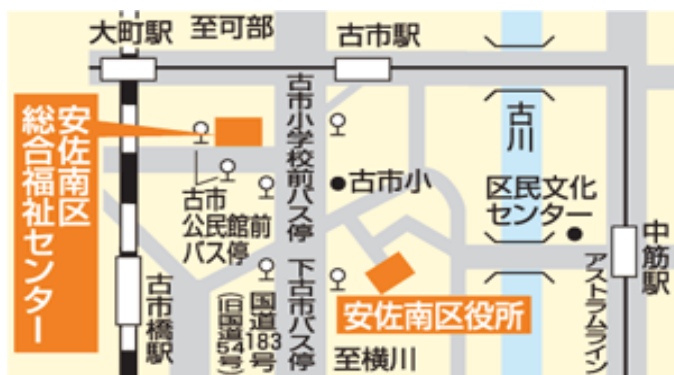 大町駅
至可部
古市駅
安佐南区
総合福祉センター
古市
公民館前
バス停
古市小学校前バス停
古市小
古川
区民文化
センター
中筋駅
アストラムライン
古市橋駅
国道183号
(旧国道54号)
下古市バス停
安佐南区役所
至横川